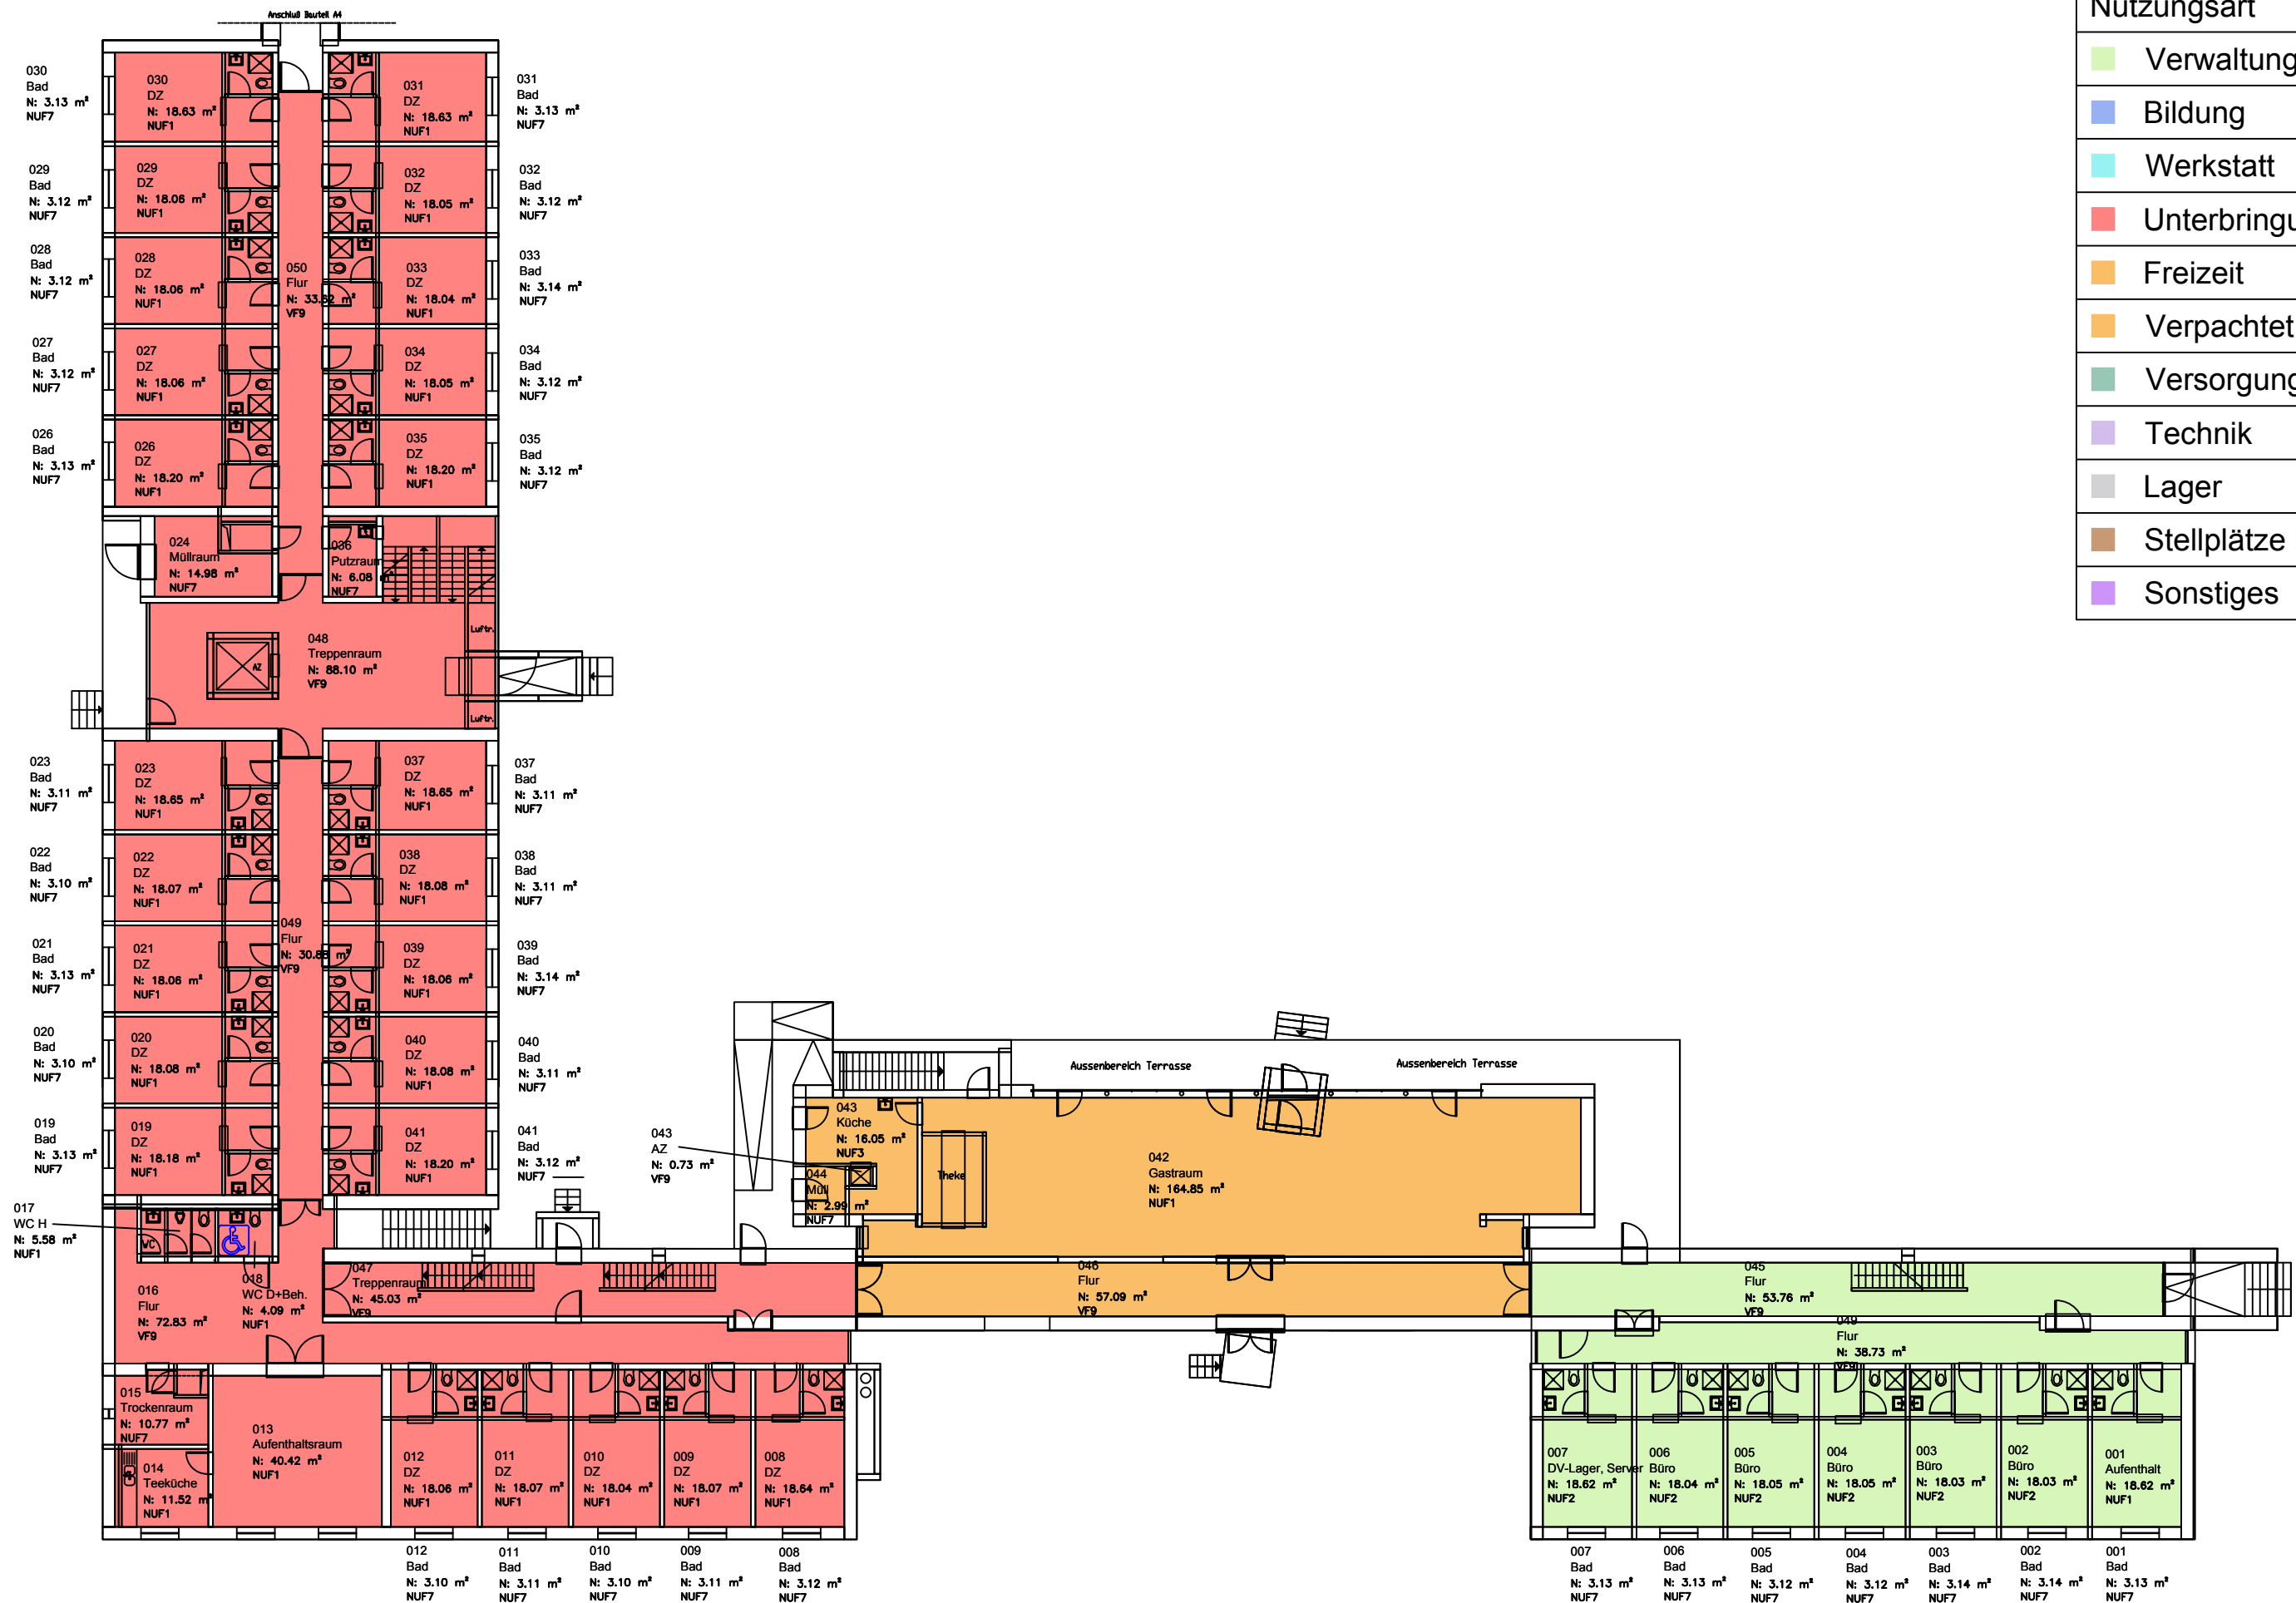 Anschluß Bauteil A4
Nutzungsart
Verwaltung
Bildung
Werkstatt
Freizeit
Verpachtet
Versorgung
Technik
Lager
Stellplätze
Sonstiges
030
Bad
N: 3.13 m²
NUF7
030
DZ
N: 18.63 m²
NUF1
031
DZ
N: 18.63 m²
NUF1
031
Bad
N: 3.13 m²
NUF7
029
Bad
N: 3.12 m²
NUF7
029
DZ
N: 18.06 m²
NUF1
032
DZ
N: 18.05 m²
NUF1
032
Bad
N: 3.12 m²
NUF7
028
Bad
N: 3.12 m²
NUF7
028
DZ
N: 18.06 m²
NUF1
050
Flur
N: 33.62 m²
VF9
033
DZ
N: 18.04 m²
NUF1
033
Bad
N: 3.14 m²
NUF7
027
Bad
N: 3.12 m²
NUF7
027
DZ
N: 18.06 m²
NUF1
034
DZ
N: 18.05 m²
NUF1
034
Bad
N: 3.12 m²
NUF7
026
Bad
N: 3.13 m²
NUF7
026
DZ
N: 18.20 m²
NUF1
035
DZ
N: 18.20 m²
NUF1
035
Bad
N: 3.12 m²
NUF7
024
Müllraum
N: 14.98 m²
NUF7
036
Putzraum
N: 6.08 m²
NUF7
Luftr.
048
Treppenraum
N: 88.10 m²
VF9
AZ
Luftr.
023
Bad
N: 3.11 m²
NUF7
023
DZ
N: 18.65 m²
NUF1
037
DZ
N: 18.65 m²
NUF1
037
Bad
N: 3.11 m²
NUF7
022
Bad
N: 3.10 m²
NUF7
022
DZ
N: 18.07 m²
NUF1
038
DZ
N: 18.08 m²
NUF1
038
Bad
N: 3.11 m²
NUF7
049
Flur
N: 30.88 m²
VF9
021
Bad
N: 3.13 m²
NUF7
021
DZ
N: 18.06 m²
NUF1
039
DZ
N: 18.06 m²
NUF1
039
Bad
N: 3.14 m²
NUF7
020
Bad
N: 3.10 m²
NUF7
020
DZ
N: 18.08 m²
NUF1
040
DZ
N: 18.08 m²
NUF1
040
Bad
N: 3.11 m²
NUF7
019
Bad
N: 3.13 m²
NUF7
019
DZ
N: 18.18 m²
NUF1
041
DZ
N: 18.20 m²
NUF1
041
Bad
N: 3.12 m²
NUF7
043
AZ
N: 0.73 m²
VF9
Aussenbereich Terrasse
Aussenbereich Terrasse
043
Küche
N: 16.05 m²
NUF3
044
Müll
N: 2.99 m²
NUF7
Theke
042
Gastraum
N: 164.85 m²
NUF1
017
WC H
N: 5.58 m²
NUF1
WC
018
WC D+Beh.
N: 4.09 m²
NUF1
016
Flur
N: 72.83 m²
VF9
047
Treppenraum
N: 45.03 m²
VF9
046
Flur
N: 57.09 m²
VF9
045
Flur
N: 53.76 m²
VF9
049
Flur
N: 38.73 m²
VF9
015
Trockenraum
N: 10.77 m²
NUF7
014
Teeküche
N: 11.52 m²
NUF1
013
Aufenthaltsraum
N: 40.42 m²
NUF1
012
DZ
N: 18.06 m²
NUF1
011
DZ
N: 18.07 m²
NUF1
010
DZ
N: 18.04 m²
NUF1
009
DZ
N: 18.07 m²
NUF1
008
DZ
N: 18.64 m²
NUF1
007
DV-Lager, Server
N: 18.62 m²
NUF2
006
Büro
N: 18.04 m²
NUF2
005
Büro
N: 18.05 m²
NUF2
004
Büro
N: 18.05 m²
NUF2
003
Büro
N: 18.03 m²
NUF2
002
Büro
N: 18.03 m²
NUF2
001
Aufenthalt
N: 18.62 m²
NUF1
012
Bad
N: 3.10 m²
NUF7
011
Bad
N: 3.11 m²
NUF7
010
Bad
N: 3.10 m²
NUF7
009
Bad
N: 3.11 m²
NUF7
008
Bad
N: 3.12 m²
NUF7
007
Bad
N: 3.13 m²
NUF7
006
Bad
N: 3.13 m²
NUF7
005
Bad
N: 3.12 m²
NUF7
004
Bad
N: 3.12 m²
NUF7
003
Bad
N: 3.14 m²
NUF7
002
Bad
N: 3.14 m²
NUF7
001
Bad
N: 3.13 m²
NUF7